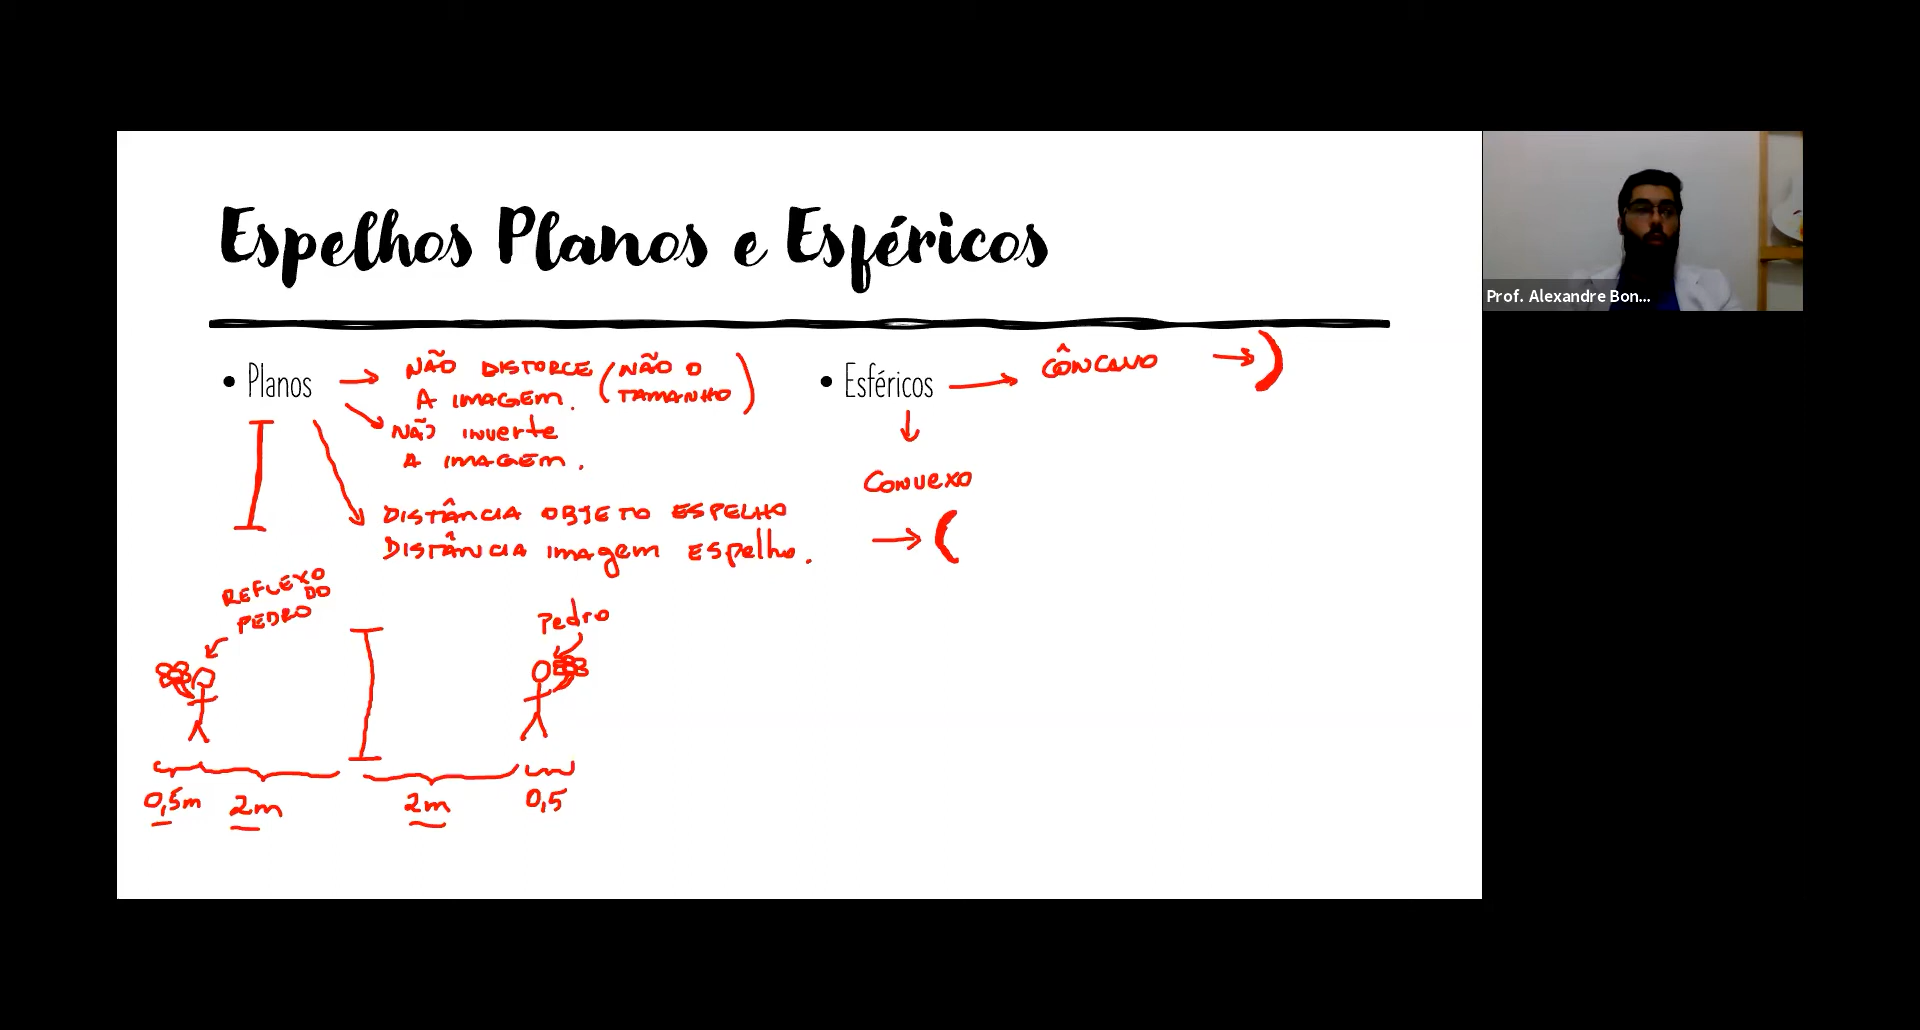 Espelhos Planos e Esféricos
• Planos
NÃO DISTORCE (NÃO O
A IMAGEM. TAMANHO)
NÃO inverte
A IMAGEM.
DISTÂNCIA OBJETO ESPELHO
DISTÂNCIA imagem espelho.
REFLEXO
DO
PEDRO
Pedro
0,5m 2m 2m 0,5
• Esféricos
CÔNCAVO
CONVEXO
Prof. Alexandre Bon...